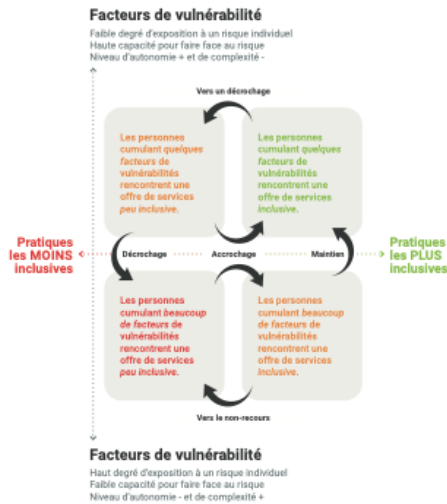 Facteurs de vulnérabilité
Faible degré d'exposition à un risque individuel
Haute capacité pour faire face au risque
Niveau d'autonomie + et de complexité -
Vers un décrochage
Les personnes
cumulant quelques
facteurs de
vulnérabilités
rencontrent une
offre de services
peu inclusive.
Les personnes
cumulant quelques
facteurs de
vulnérabilités
rencontrent une
offre de services
inclusive.
Pratiques
les MOINS
inclusives
Décrochage
Accrochage
Maintien
Pratiques
les PLUS
inclusives
Les personnes
cumulant beaucoup
de facteurs de
vulnérabilités
rencontrent une
offre de services
peu inclusive.
Les personnes
cumulant beaucoup
de facteurs de
vulnérabilités
rencontrent une
offre de services
inclusive.
Vers le non-recours
Facteurs de vulnérabilité
Haut degré d'exposition à un risque individuel
Faible capacité pour faire face au risque
Niveau d'autonomie - et de complexité +